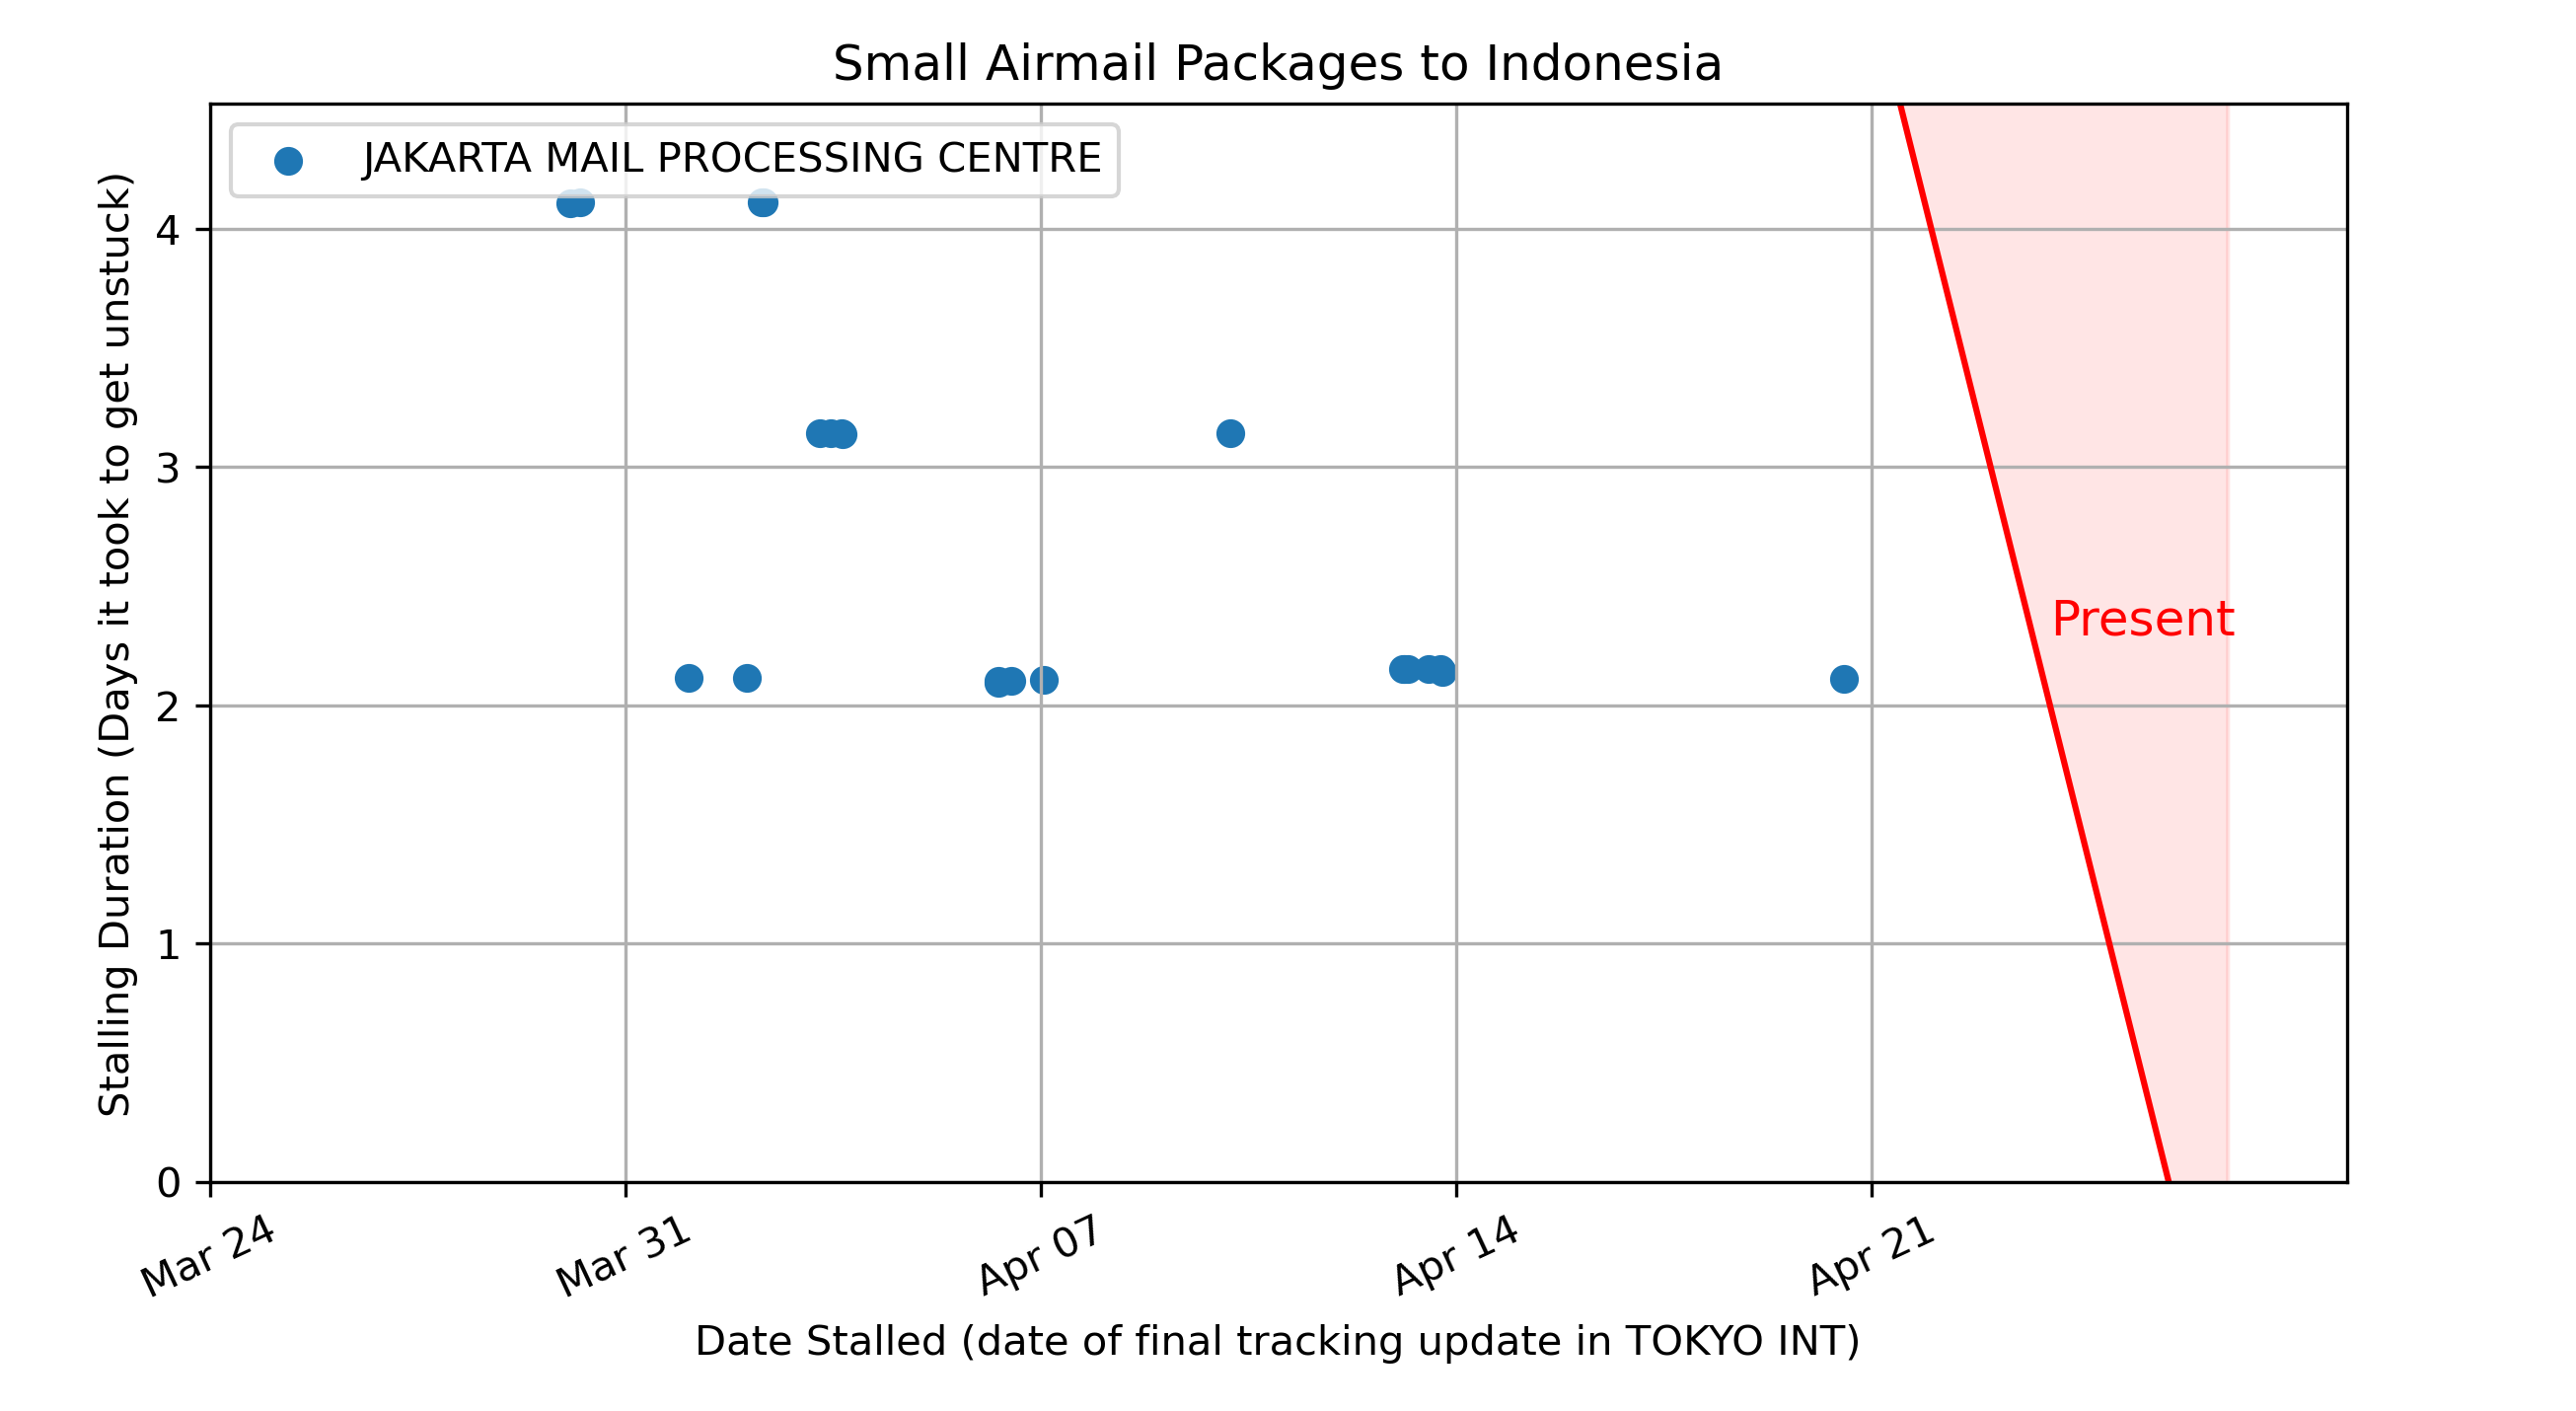 Small Airmail Packages to Indonesia
JAKARTA MAIL PROCESSING CENTRE
Stalling Duration (Days it took to get unstuck)
4
3
2
1
0
Present
Mar 24
Mar 31
Apr 07
Apr 14
Apr 21
Date Stalled (date of final tracking update in TOKYO INT)